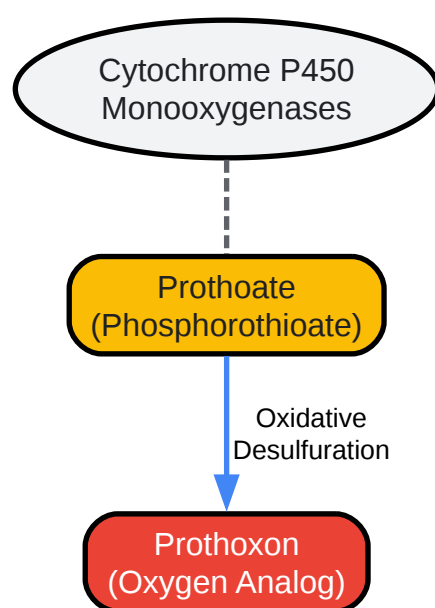 Cytochrome P450
Monooxygenases
Prothoate
(Phosphorothioate)
Oxidative
Desulfuration
Prothoxon
(Oxygen Analog)